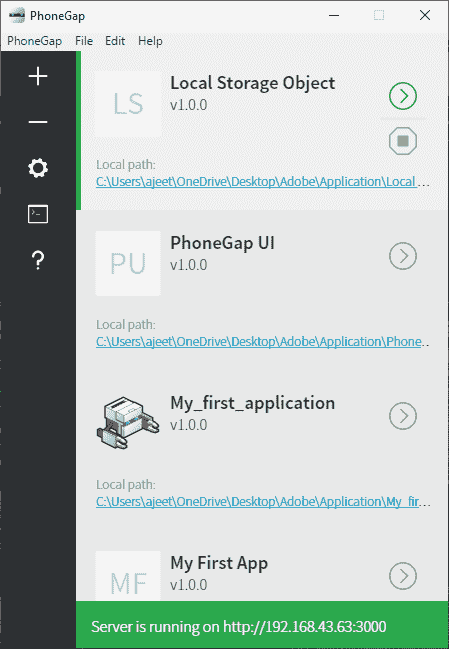 PhoneGap
PhoneGap File Edit Help
LS
Local Storage Object
v1.0.0
Local path:
C:\Users\ajeet\OneDrive\Desktop\Adobe\Application\Local ...
PU
PhoneGap UI
v1.0.0
Local path:
C:\Users\ajeet\OneDrive\Desktop\Adobe\Application\Phone...
My_first_application
v1.0.0
Local path:
C:\Users\ajeet\OneDrive\Desktop\Adobe\Application\My_fir...
MF
My First App
v1.0.0
Server is running on http://192.168.43.63:3000